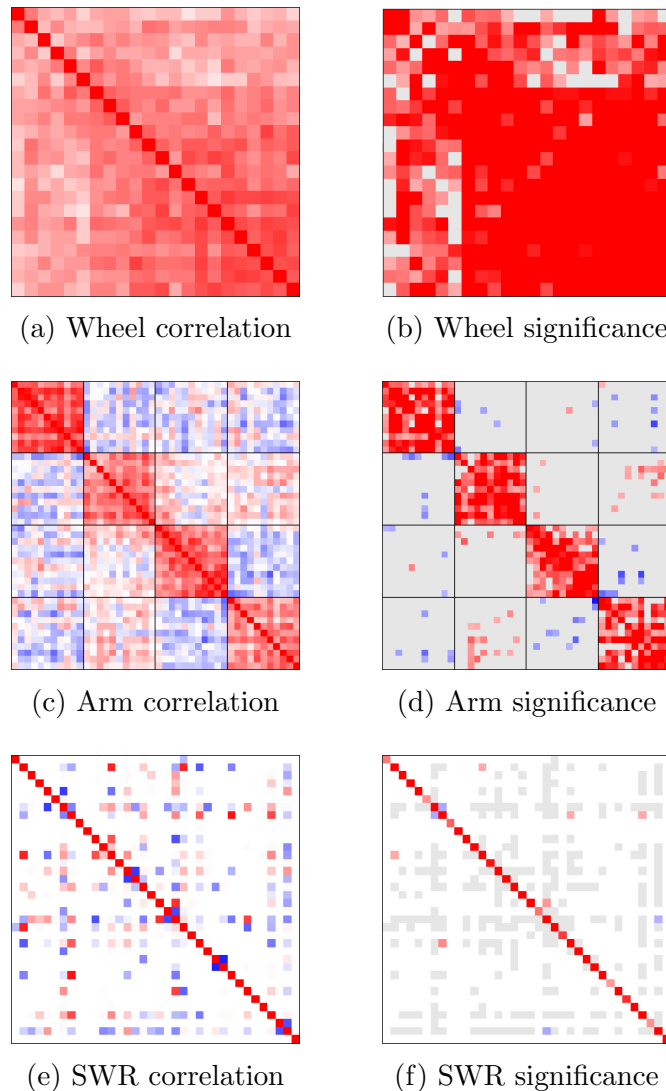 (a) Wheel correlation
(b) Wheel significance
(c) Arm correlation
(d) Arm significance
(e) SWR correlation
(f) SWR significance